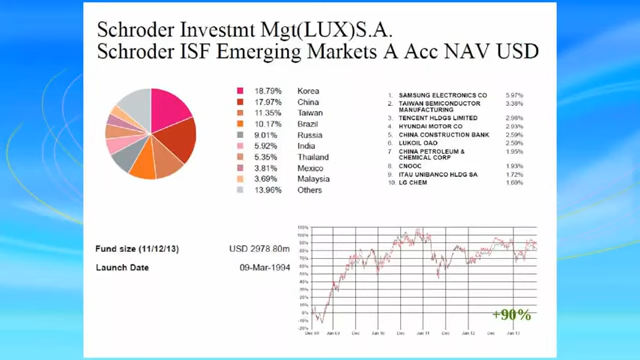 Schroder Investmt Mgt(LUX)S.A.
Schroder ISF Emerging Markets A Acc NAV USD
18.79% Korea
17.97% China
11.35% Taiwan
10.17% Brazil
9.01% Russia
5.92% India
5.35% Thailand
3.81% Mexico
3.69% Malaysia
13.96% Others
1. SAMSUNG ELECTRONICS CO 5.97%
2. TAIWAN SEMICONDUCTOR MANUFACTURING 3.38%
3. TENCENT HLDGS LIMITED 2.98%
4. HYUNDAI MOTOR CO 2.93%
5. CHINA CONSTRUCTION BANK 2.59%
6. LUKOIL OAO 2.50%
7. CHINA PETROLEUM & CHEMICAL CORP 1.95%
8. CNOOC 1.93%
9. ITAU UNIBANCO HLDG SA 1.72%
10. LG CHEM 1.69%
Fund size (11/12/13) USD 2978.80m
Launch Date 09-Mar-1994
+90%